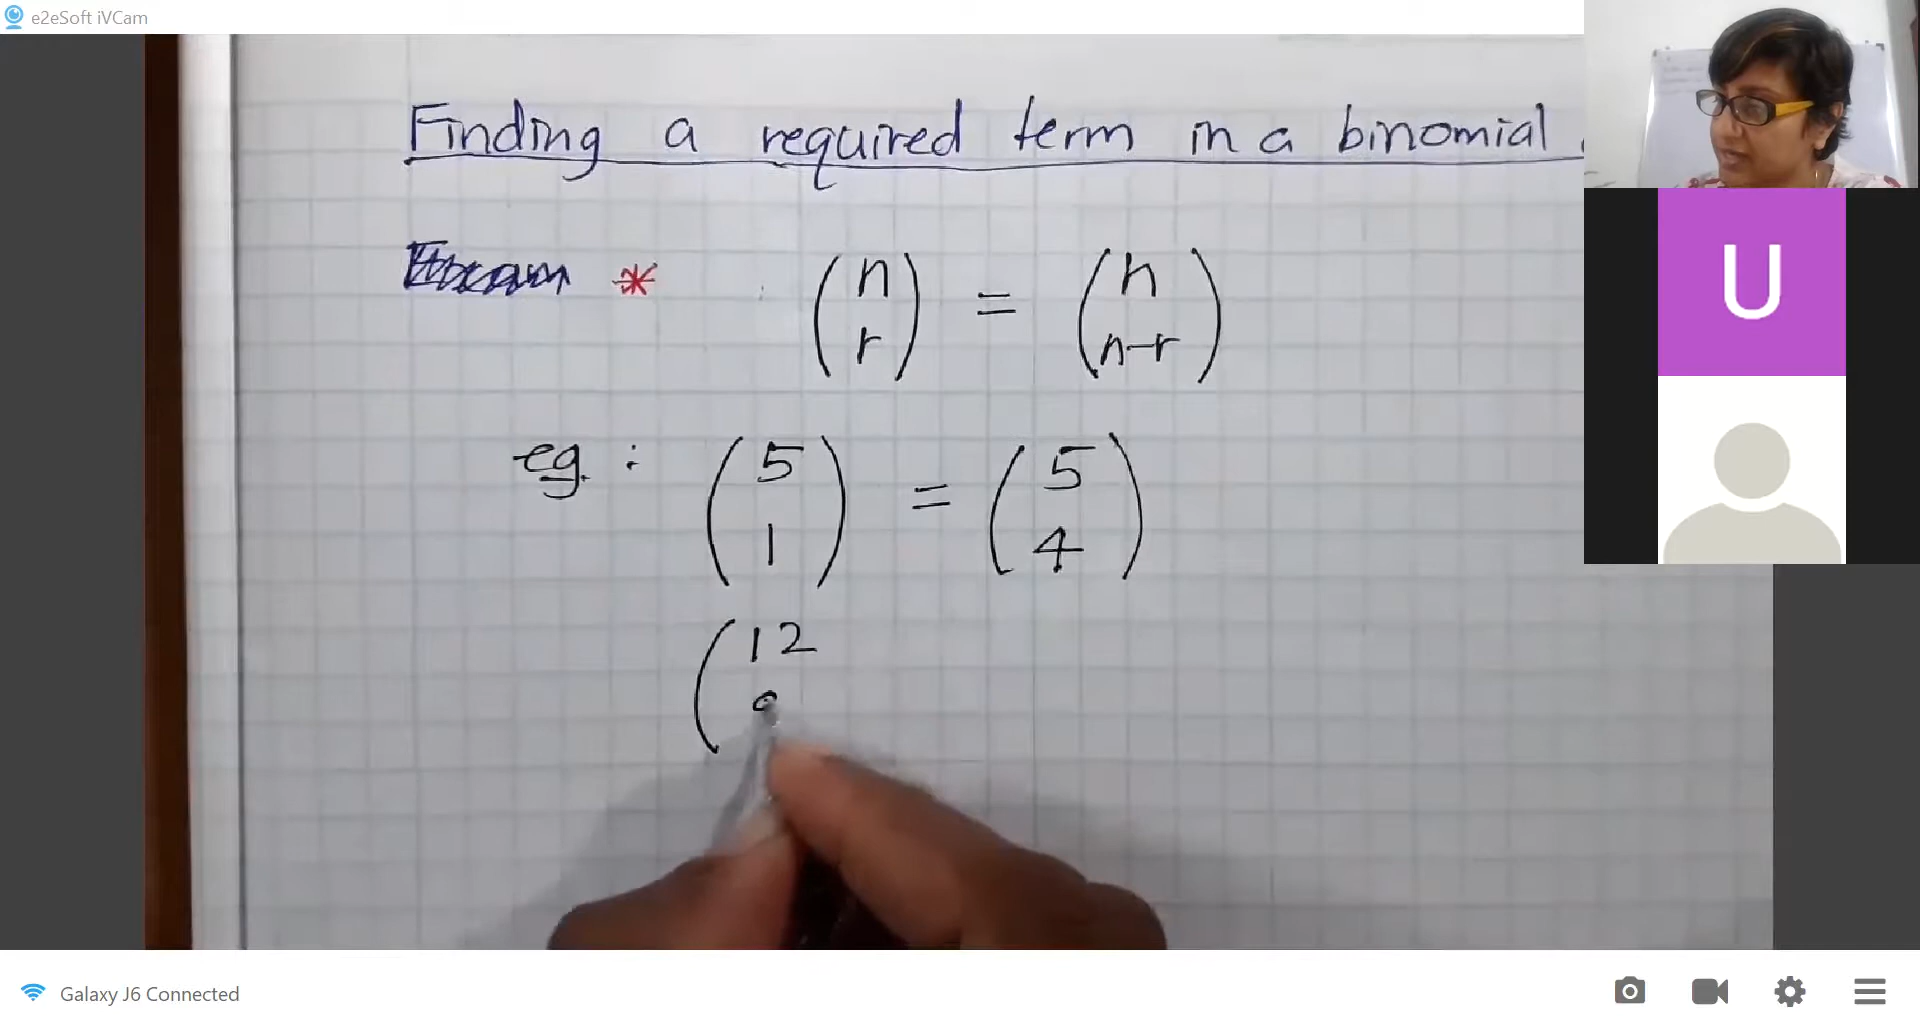 e2eSoft iVCam
Finding a required term in a binomial
*
(n r) = (n n-r)
eg : (5 1) = (5 4)
(12
U
Galaxy J6 Connected